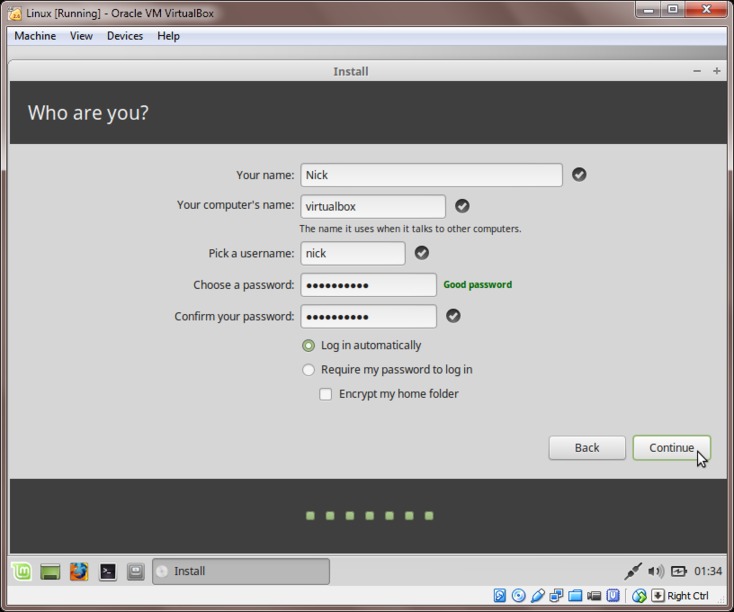 Linux [Running] - Oracle VM VirtualBox
Machine View Devices Help
Install
Who are you?
Your name: Nick
Your computer's name: virtualbox
The name it uses when it talks to other computers.
Pick a username: nick
Choose a password: ●●●●●●●●●● Good password
Confirm your password: ●●●●●●●●●●
Log in automatically
Require my password to log in
Encrypt my home folder
Back Continue
Install 01:34
Right Ctrl